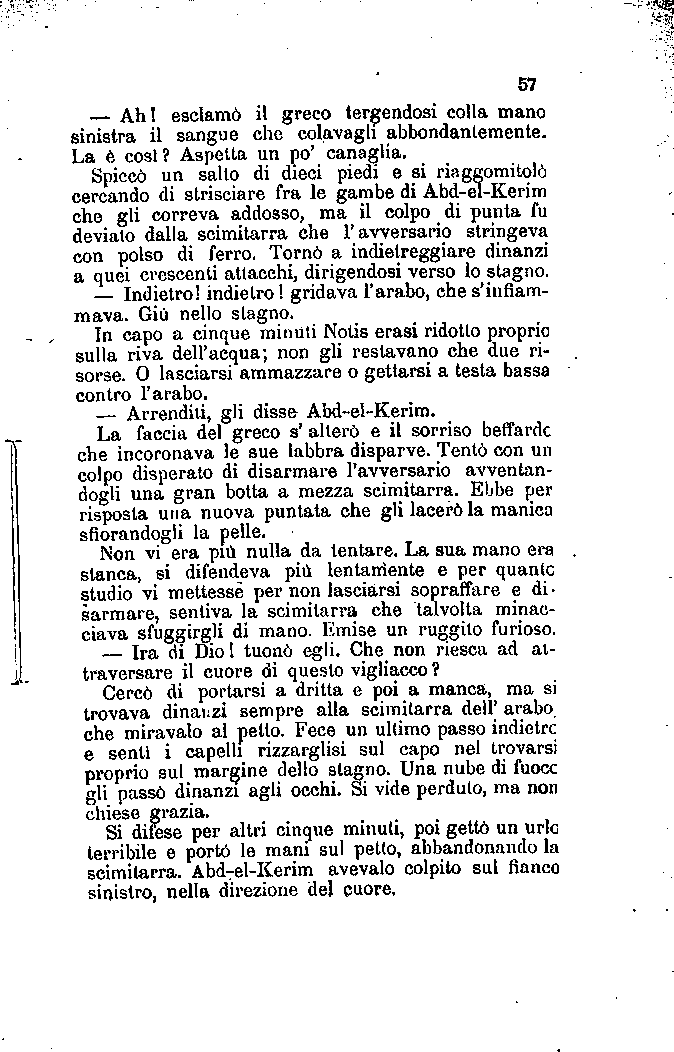 57
— Ah! esclamò il greco tergendosi colla mano
sinistra il sangue che colavagli abbondantemente.
La è così? Aspetta un po' canaglia.
Spiccò un salto di dieci piedi e si riaggomitolò
cercando di strisciare fra le gambe di Abd-el-Kerim
che gli correva addosso, ma il colpo di punta fu
deviato dalla scimitarra che l'avversario stringeva
con polso di ferro. Tornò a indietreggiare dinanzi
a quei crescenti attacchi, dirigendosi verso lo stagno.
— Indietro! indietro! gridava l'arabo, che s'infiam-
mava. Giù nello stagno.
In capo a cinque minuti Notis erasi ridotto proprio
sulla riva dell'acqua; non gli restavano che due ri-
sorse. O lasciarsi ammazzare o gettarsi a testa bassa
contro l'arabo.
— Arrenditi, gli disse Abd-el-Kerim.
La faccia del greco s'alterò e il sorriso beffardo
che incoronava le sue labbra disparve. Tentò con un
colpo disperato di disarmare l'avversario avventan-
dogli una gran botta a mezza scimitarra. Ebbe per
risposta una nuova puntata che gli lacerò la manica
sfiorandogli la pelle.
Non vi era più nulla da tentare. La sua mano era
stanca, si difendeva più lentamente e per quanto
studio vi mettesse per non lasciarsi sopraffare e di-
sarmare, sentiva la scimitarra che talvolta minac-
ciava sfuggirgli di mano. Emise un ruggito furioso.
— Ira di Dio! tuonò egli. Che non riesca ad at-
traversare il cuore di questo vigliacco?
Cercò di portarsi a dritta e poi a manca, ma si
trovava dinanzi sempre alla scimitarra dell'arabo
che miravalo al petto. Fece un ultimo passo indietro
e sentì i capelli rizzarglisi sul capo nel trovarsi
proprio sul margine dello stagno. Una nube di fuoco
gli passò dinanzi agli occhi. Si vide perduto, ma non
chiese grazia.
Si difese per altri cinque minuti, poi gettò un urlo
terribile e portò le mani sul petto, abbandonando la
scimitarra. Abd-el-Kerim avevalo colpito sul fianco
sinistro, nella direzione del cuore.